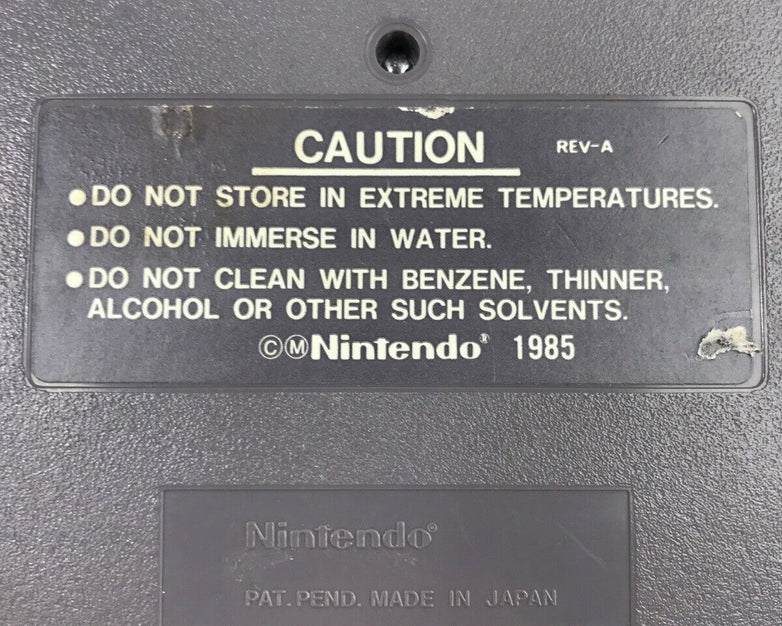 CAUTION REV-A
●DO NOT STORE IN EXTREME TEMPERATURES.
●DO NOT IMMERSE IN WATER.
●DO NOT CLEAN WITH BENZENE, THINNER,
ALCOHOL OR OTHER SUCH SOLVENTS.
©Ⓜ Nintendo® 1985
Nintendo®
PAT. PEND. MADE IN JAPAN